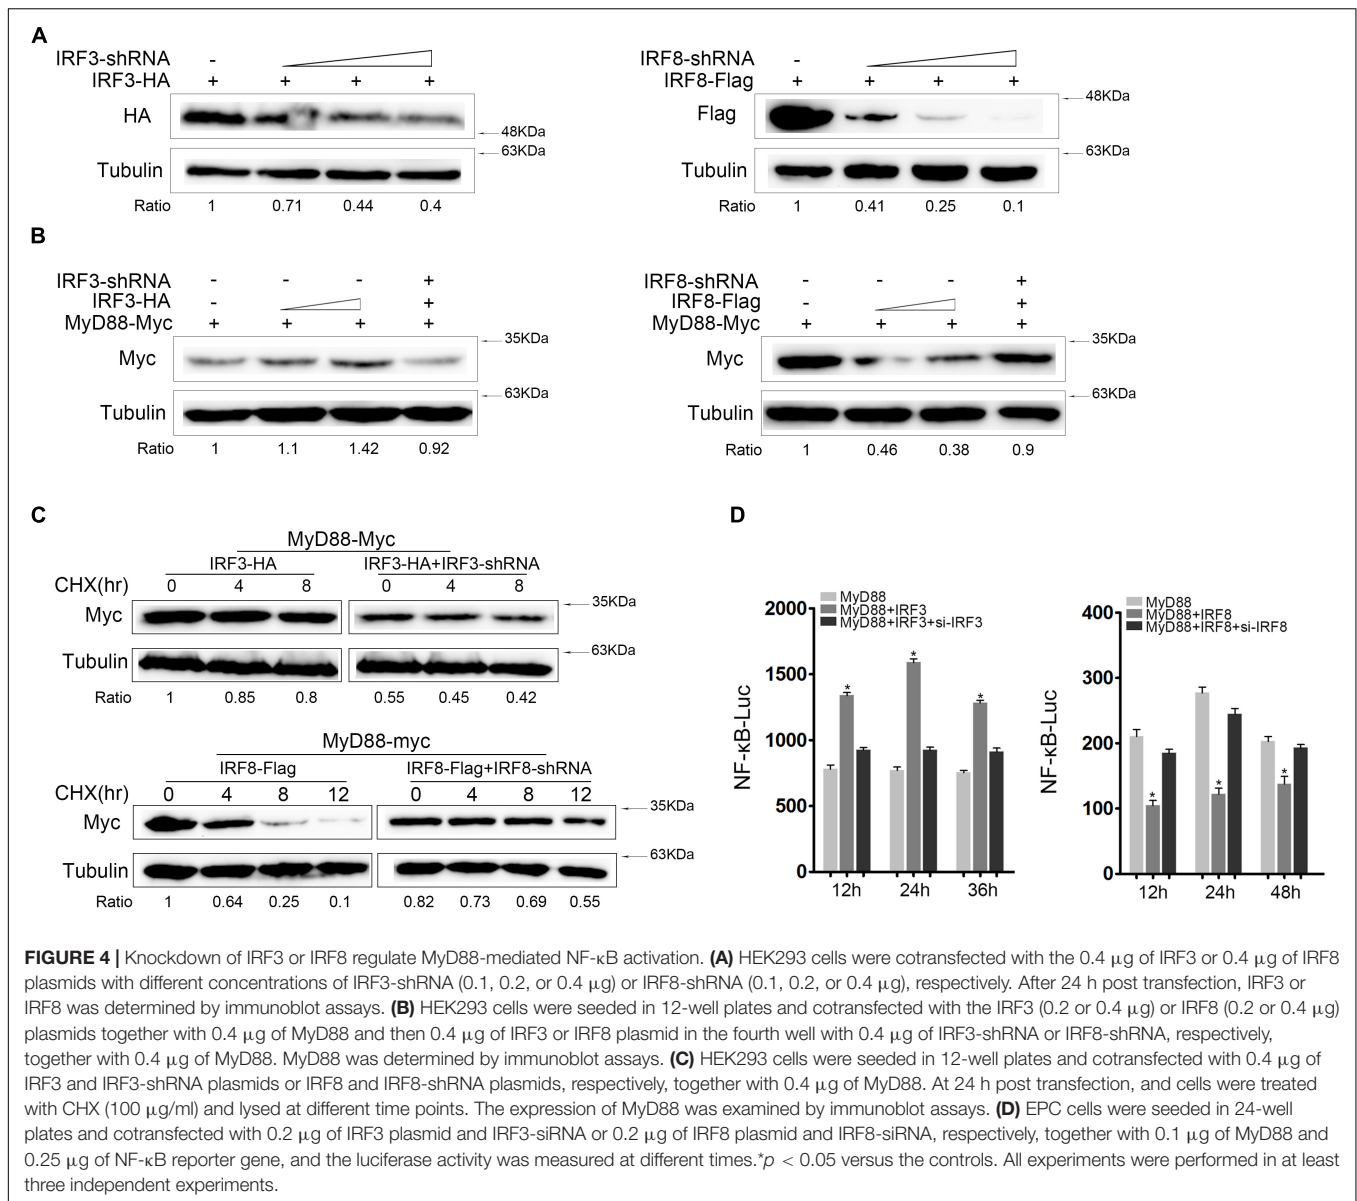 A
IRF3-shRNA -
IRF3-HA + + + +
HA
48KDa
63KDa
Tubulin
Ratio 1 0.71 0.44 0.4
IRF8-shRNA -
IRF8-Flag + + + +
48KDa
Flag
63KDa
Tubulin
Ratio 1 0.41 0.25 0.1
B
IRF3-shRNA - - - +
IRF3-HA - +
MyD88-Myc + + + +
35KDa
Myc
63KDa
Tubulin
Ratio 1 1.1 1.42 0.92
IRF8-shRNA - - - +
IRF8-Flag - +
MyD88-Myc + + + +
35KDa
Myc
63KDa
Tubulin
Ratio 1 0.46 0.38 0.9
C
MyD88-Myc
IRF3-HA IRF3-HA+IRF3-shRNA
CHX(hr) 0 4 8 0 4 8
35KDa
Myc
63KDa
Tubulin
Ratio 1 0.85 0.8 0.55 0.45 0.42
MyD88-myc
IRF8-Flag IRF8-Flag+IRF8-shRNA
CHX(hr) 0 4 8 12 0 4 8 12
35KDa
Myc
63KDa
Tubulin
Ratio 1 0.64 0.25 0.1 0.82 0.73 0.69 0.55
D
MyD88
MyD88+IRF3
MyD88+IRF3+si-IRF3
NF-κB-Luc
2000
1500
1000
500
0
* * *
12h 24h 36h
MyD88
MyD88+IRF8
MyD88+IRF8+si-IRF8
NF-κB-Luc
400
300
200
100
0
* * *
12h 24h 48h
FIGURE 4 | Knockdown of IRF3 or IRF8 regulate MyD88-mediated NF-κB activation. (A) HEK293 cells were cotransfected with the 0.4 μg of IRF3 or 0.4 μg of IRF8
plasmids with different concentrations of IRF3-shRNA (0.1, 0.2, or 0.4 μg) or IRF8-shRNA (0.1, 0.2, or 0.4 μg), respectively. After 24 h post transfection, IRF3 or
IRF8 was determined by immunoblot assays. (B) HEK293 cells were seeded in 12-well plates and cotransfected with the IRF3 (0.2 or 0.4 μg) or IRF8 (0.2 or 0.4 μg)
plasmids together with 0.4 μg of MyD88 and then 0.4 μg of IRF3 or IRF8 plasmid in the fourth well with 0.4 μg of IRF3-shRNA or IRF8-shRNA, respectively,
together with 0.4 μg of MyD88. MyD88 was determined by immunoblot assays. (C) HEK293 cells were seeded in 12-well plates and cotransfected with 0.4 μg of
IRF3 and IRF3-shRNA plasmids or IRF8 and IRF8-shRNA plasmids, respectively, together with 0.4 μg of MyD88. At 24 h post transfection, and cells were treated
with CHX (100 μg/ml) and lysed at different time points. The expression of MyD88 was examined by immunoblot assays. (D) EPC cells were seeded in 24-well
plates and cotransfected with 0.2 μg of IRF3 plasmid and IRF3-siRNA or 0.2 μg of IRF8 plasmid and IRF8-siRNA, respectively, together with 0.1 μg of MyD88 and
0.25 μg of NF-κB reporter gene, and the luciferase activity was measured at different times.*p < 0.05 versus the controls. All experiments were performed in at least
three independent experiments.